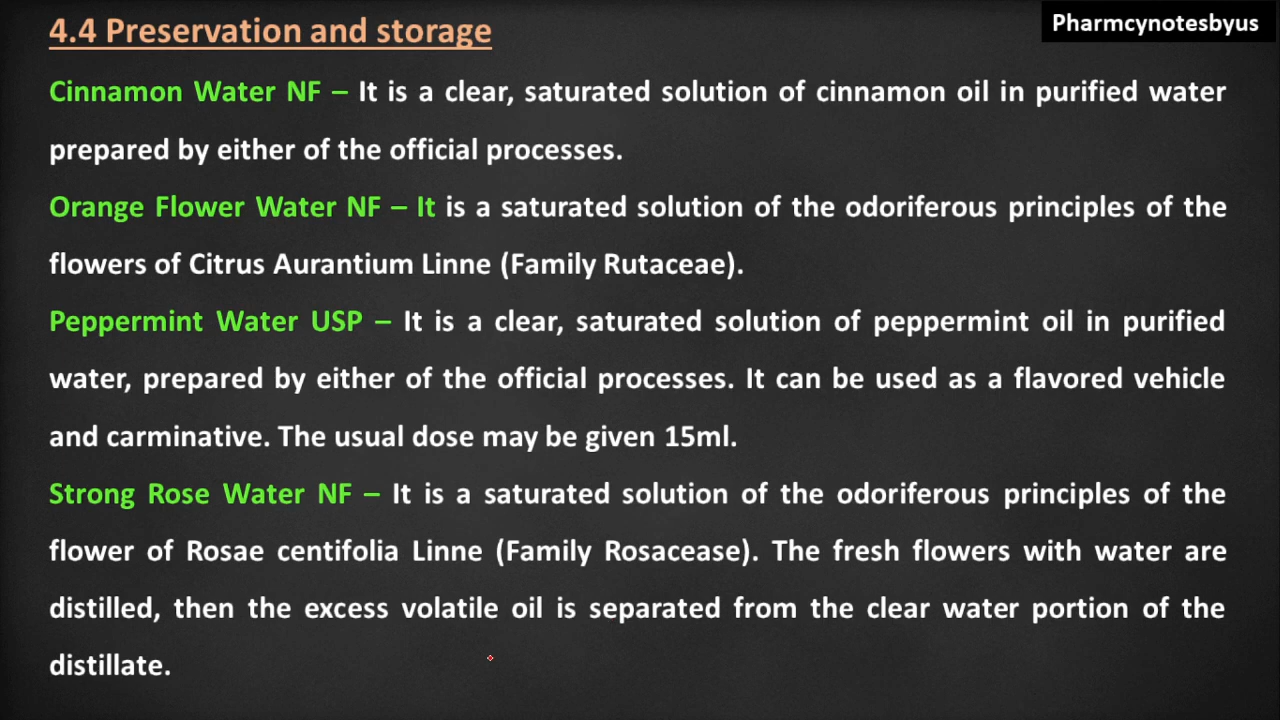 4.4 Preservation and storage
Pharmcynotesbyus
Cinnamon Water NF – It is a clear, saturated solution of cinnamon oil in purified water
prepared by either of the official processes.
Orange Flower Water NF – It is a saturated solution of the odoriferous principles of the
flowers of Citrus Aurantium Linne (Family Rutaceae).
Peppermint Water USP – It is a clear, saturated solution of peppermint oil in purified
water, prepared by either of the official processes. It can be used as a flavored vehicle
and carminative. The usual dose may be given 15ml.
Strong Rose Water NF – It is a saturated solution of the odoriferous principles of the
flower of Rosae centifolia Linne (Family Rosacease). The fresh flowers with water are
distilled, then the excess volatile oil is separated from the clear water portion of the
distillate.